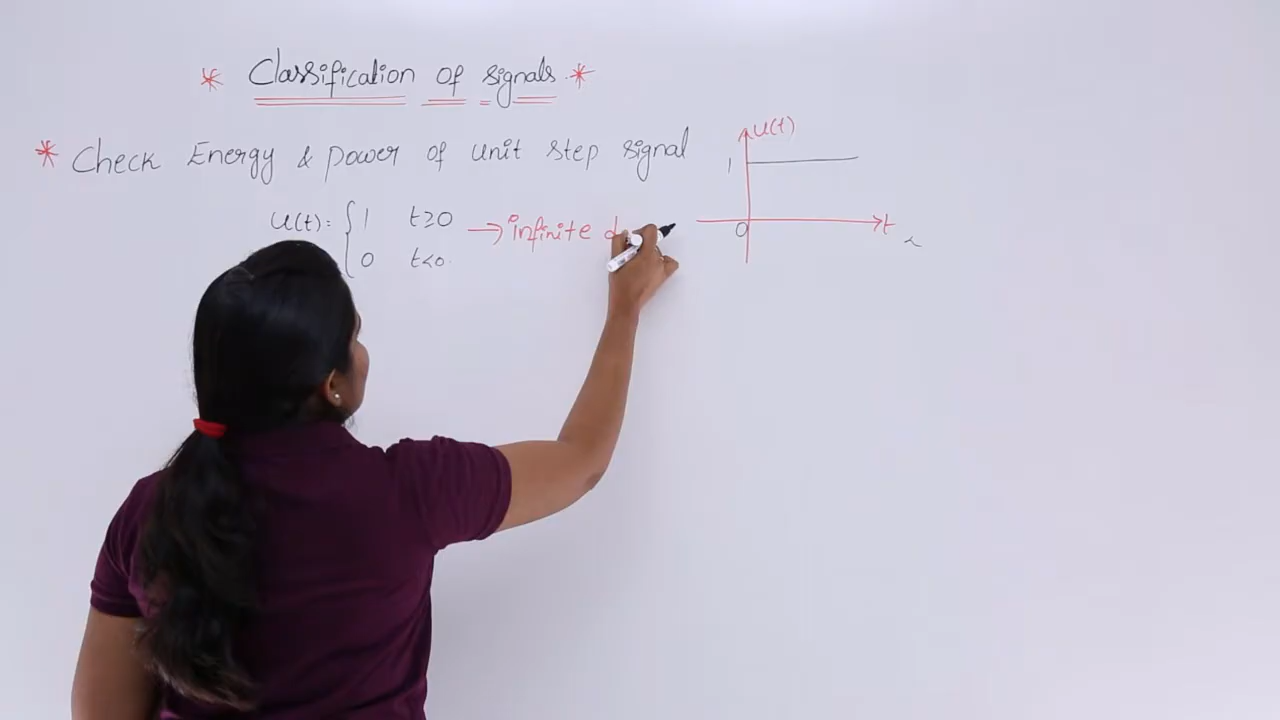 * Classification of signals *
* Check Energy & power of unit step signal
u(t) = { 1 t≥0 → infinite d
0 t<0.
u(t)
1
0
t